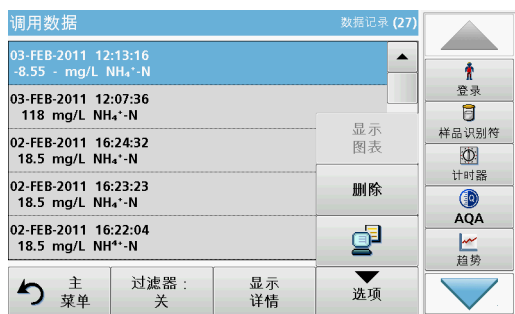 调用数据
数据记录 (27)
03-FEB-2011 12:13:16
-8.55 - mg/L NH₄⁺-N
03-FEB-2011 12:07:36
118 mg/L NH₄⁺-N
02-FEB-2011 16:24:32
18.5 mg/L NH₄⁺-N
02-FEB-2011 16:23:23
18.5 mg/L NH₄⁺-N
02-FEB-2011 16:22:04
18.5 mg/L NH⁴⁺-N
显示
图表
删除
主
菜单
过滤器：
关
显示
详情
选项
登录
样品识别符
计时器
AQA
趋势